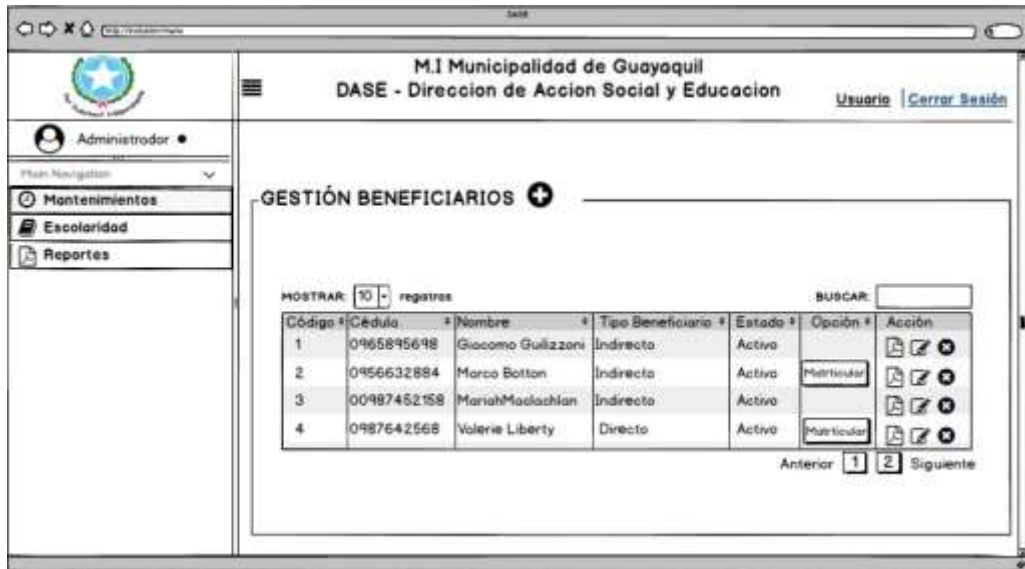 DASE
M.I Municipalidad de Guayaquil
DASE - Direccion de Accion Social y Educacion
Usuario | Cerrar Sesión
Administrador
Main Navigation
Mantenimientos
Escolaridad
Reportes
GESTIÓN BENEFICIARIOS
MOSTRAR: 10 registros
BUSCAR:
Código Cédula Nombre Tipo Beneficiario Estado Opción Acción
1 0965895698 Giacomo Guilizzoni Indirecto Activo
2 0956632884 Marco Botton Indirecto Activo Matricular
3 00987452158 MariahMaclachlan Indirecto Activo
4 0987642568 Valerie Liberty Directo Activo Matricular
Anterior 1 2 Siguiente